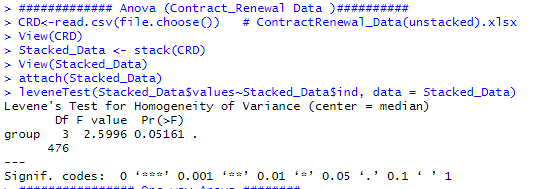 > ############# Anova (Contract_Renewal Data )##########
> CRD<-read.csv(file.choose())   # ContractRenewal_Data(unstacked).xlsx
> View(CRD)
> Stacked_Data <- stack(CRD)
> View(Stacked_Data)
> attach(Stacked_Data)
> leveneTest(Stacked_Data$values~Stacked_Data$ind, data = Stacked_Data)
Levene's Test for Homogeneity of Variance (center = median)
       Df F value  Pr(>F)
group   3  2.5996 0.05161 .
      476
---
Signif. codes:  0 ‘***’ 0.001 ‘**’ 0.01 ‘*’ 0.05 ‘.’ 0.1 ‘ ’ 1